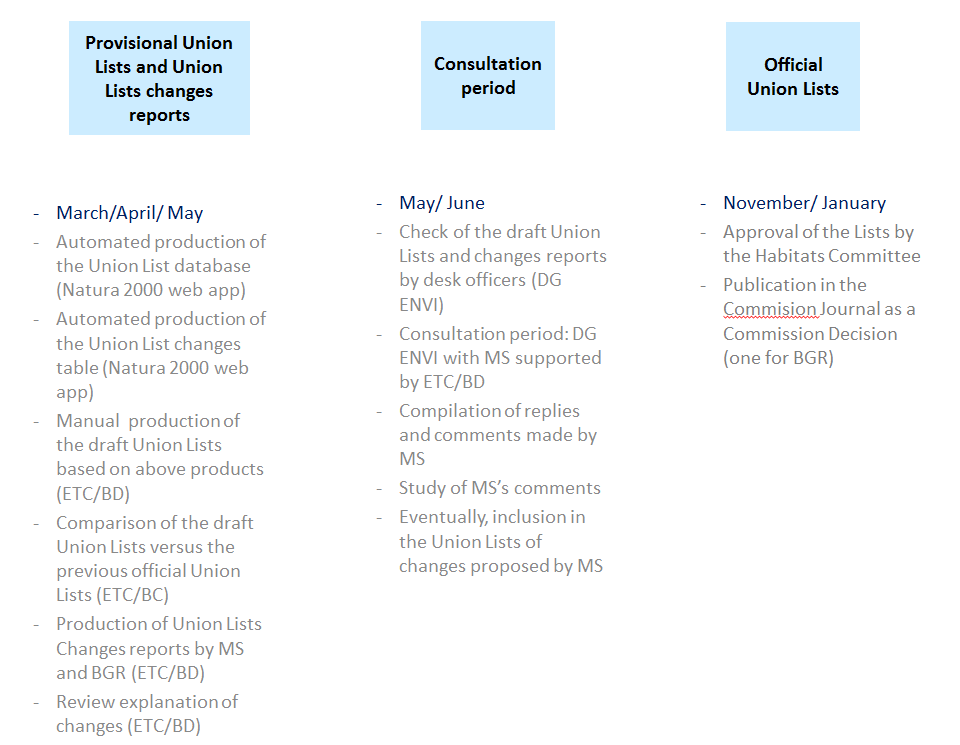 Provisional Union
Lists and Union
Lists changes
reports
- March/April/ May
- Automated production of
the Union List database
(Natura 2000 web app)
- Automated production of
the Union List changes
table (Natura 2000 web
app)
- Manual production of
the draft Union Lists
based on above products
(ETC/BD)
- Comparison of the draft
Union Lists versus the
previous official Union
Lists (ETC/BC)
- Production of Union Lists
Changes reports by MS
and BGR (ETC/BD)
- Review explanation of
changes (ETC/BD)
Consultation
period
- May/ June
- Check of the draft Union
Lists and changes reports
by desk officers (DG
ENVI)
- Consultation period: DG
ENVI with MS supported
by ETC/BD
- Compilation of replies
and comments made by
MS
- Study of MS’s comments
- Eventually, inclusion in
the Union Lists of
changes proposed by MS
Official
Union Lists
- November/ January
- Approval of the Lists by
the Habitats Committee
- Publication in the
Commision Journal as a
Commission Decision
(one for BGR)